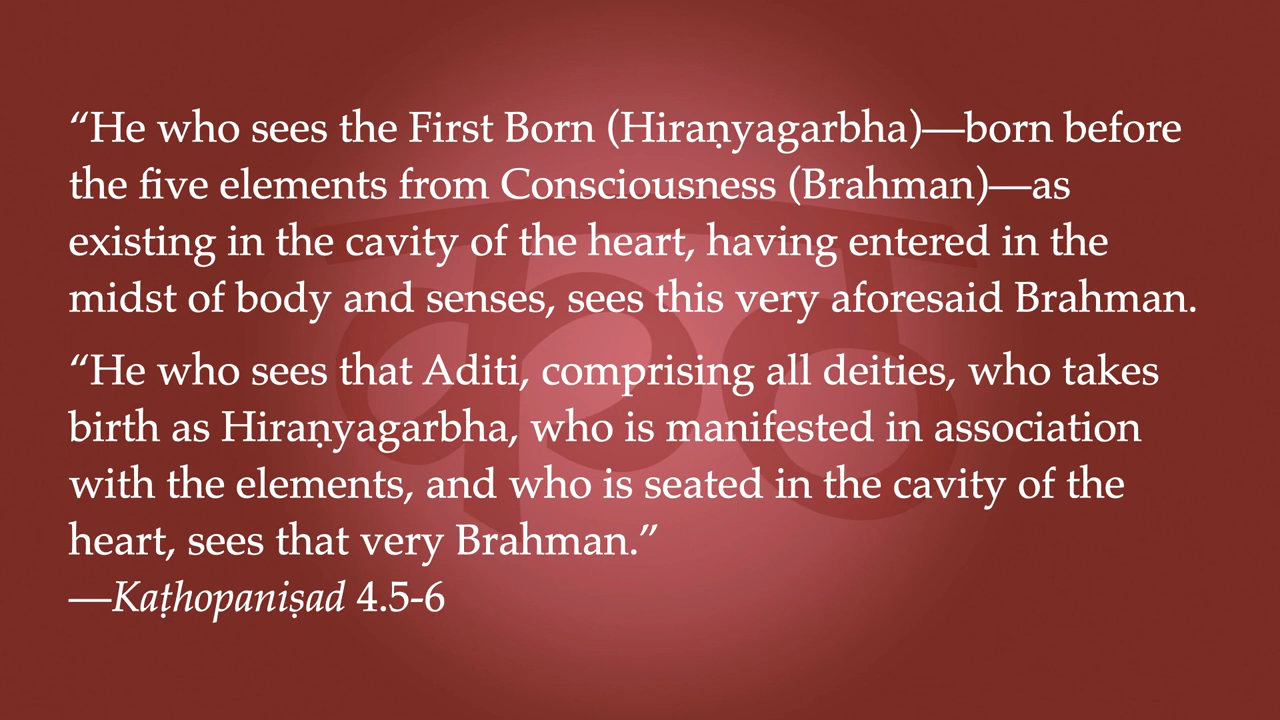 “He who sees the First Born (Hiraṇyagarbha)—born before
the five elements from Consciousness (Brahman)—as
existing in the cavity of the heart, having entered in the
midst of body and senses, sees this very aforesaid Brahman.
“He who sees that Aditi, comprising all deities, who takes
birth as Hiraṇyagarbha, who is manifested in association
with the elements, and who is seated in the cavity of the
heart, sees that very Brahman.”
—Kaṭhopaniṣad 4.5-6
कठ